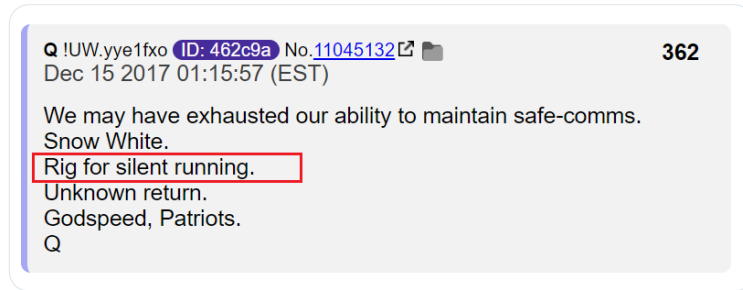 Q !UW.yye1fxo ID: 462c9a No.11045132 362
Dec 15 2017 01:15:57 (EST)
We may have exhausted our ability to maintain safe-comms.
Snow White.
Rig for silent running.
Unknown return.
Godspeed, Patriots.
Q